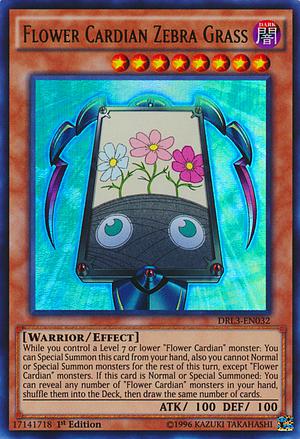 FLOWER CARDIAN ZEBRA GRASS
DARK
闇
DRL3-EN032
[WARRIOR/EFFECT]
While you control a Level 7 or lower "Flower Cardian" monster: You
can Special Summon this card from your hand, also you cannot Normal
or Special Summon monsters for the rest of this turn, except "Flower
Cardian" monsters. If this card is Normal or Special Summoned: You
can reveal any number of "Flower Cardian" monsters in your hand,
shuffle them into the Deck, then draw the same number of cards.
ATK/ 100 DEF/ 100
17141718 1st Edition ©1996 KAZUKI TAKAHASHI